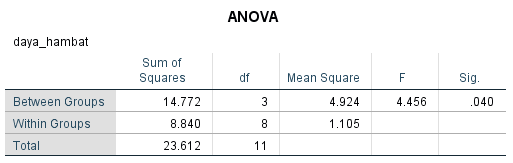 ANOVA
daya_hambat
Sum of Squares df Mean Square F Sig.
Between Groups 14.772 3 4.924 4.456 .040
Within Groups 8.840 8 1.105
Total 23.612 11